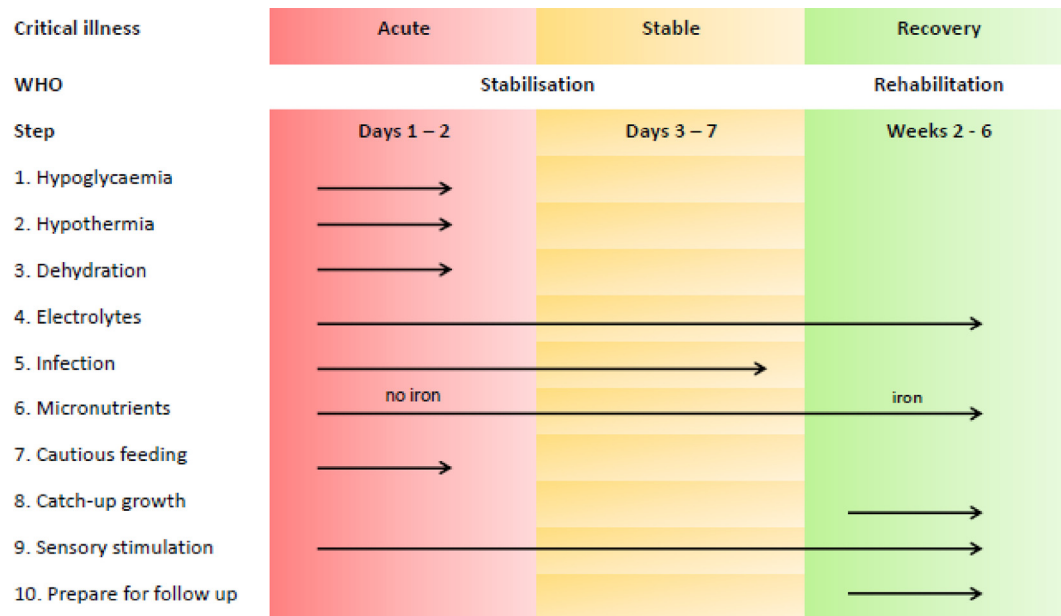 Critical illness Acute Stable Recovery
WHO Stabilisation Rehabilitation
Step Days 1 – 2 Days 3 – 7 Weeks 2 - 6
1. Hypoglycaemia
2. Hypothermia
3. Dehydration
4. Electrolytes
5. Infection
6. Micronutrients no iron iron
7. Cautious feeding
8. Catch-up growth
9. Sensory stimulation
10. Prepare for follow up